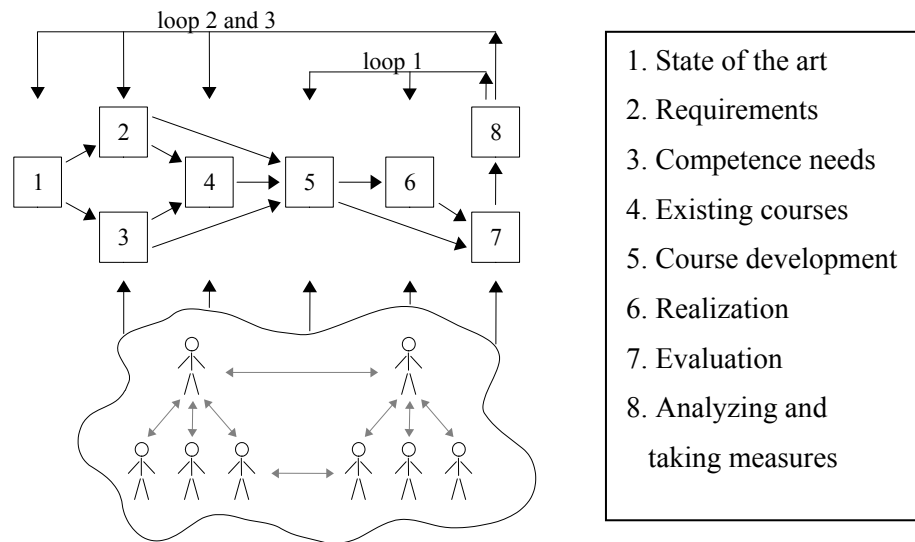 loop 2 and 3
loop 1
2
8
1
4
5
6
3
7
1. State of the art
2. Requirements
3. Competence needs
4. Existing courses
5. Course development
6. Realization
7. Evaluation
8. Analyzing and
taking measures